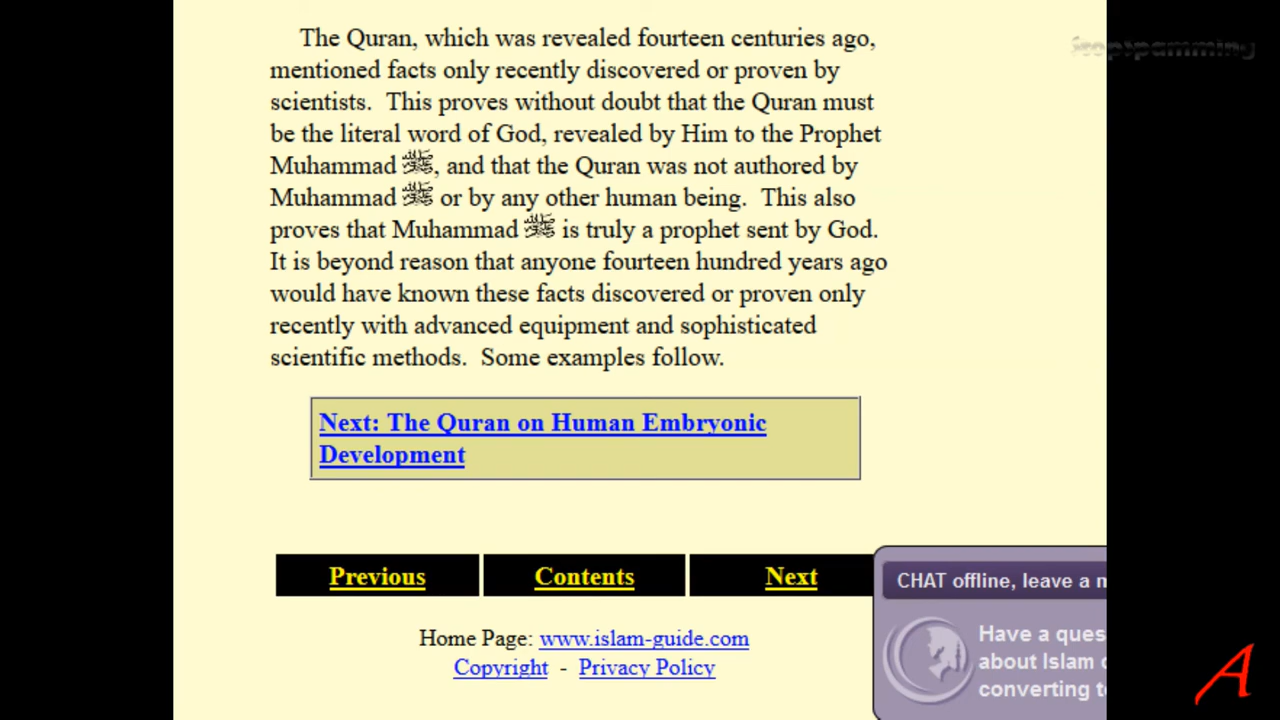 StopSpamming
The Quran, which was revealed fourteen centuries ago,
mentioned facts only recently discovered or proven by
scientists.  This proves without doubt that the Quran must
be the literal word of God, revealed by Him to the Prophet
Muhammad ﷺ, and that the Quran was not authored by
Muhammad ﷺ or by any other human being.  This also
proves that Muhammad ﷺ is truly a prophet sent by God.
It is beyond reason that anyone fourteen hundred years ago
would have known these facts discovered or proven only
recently with advanced equipment and sophisticated
scientific methods.  Some examples follow.
Next: The Quran on Human Embryonic
Development
Previous
Contents
Next
Home Page: www.islam-guide.com
Copyright - Privacy Policy
CHAT offline, leave a m
Have a ques
about Islam
converting t
A